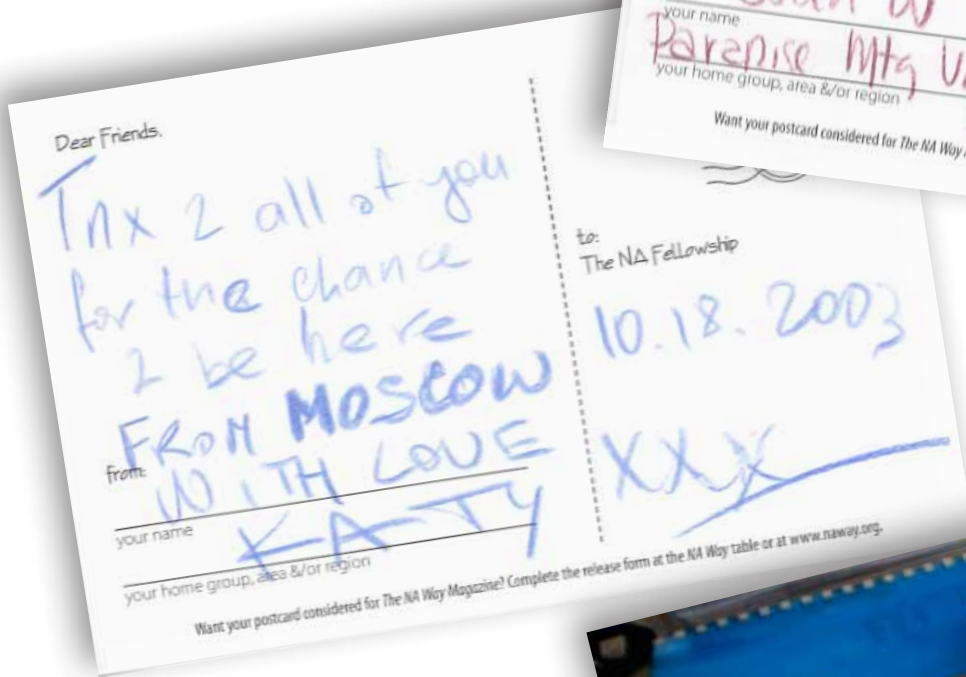 your name
Paradise Mtg
your home group, area &/or region
Want your postcard considered for The NA Way
Dear Friends,
Tnx 2 all of you
for the chance
2 be here
FROM MOSCOW
from:
WITH LOVE
your name
KATY
your home group, area &/or region
to:
The NA Fellowship
10.18.2003
XXX
Want your postcard considered for The NA Way Magazine? Complete the release form at the NA Way table or at www.naway.org.